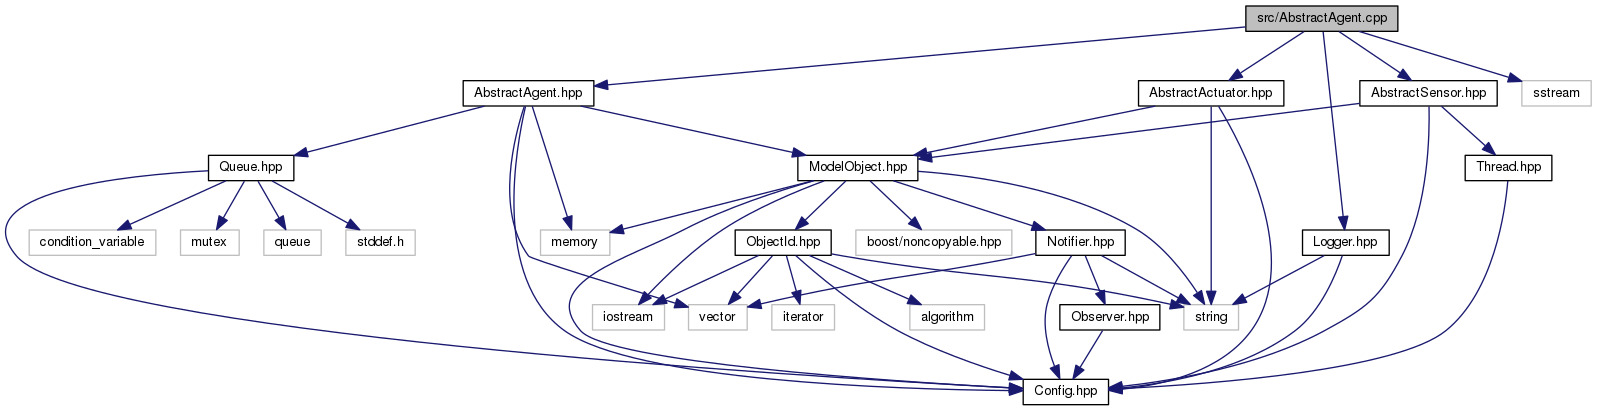 src/AbstractAgent.cpp
AbstractAgent.hpp
AbstractActuator.hpp
AbstractSensor.hpp
sstream
Queue.hpp
ModelObject.hpp
Thread.hpp
condition_variable
mutex
queue
stddef.h
memory
ObjectId.hpp
boost/noncopyable.hpp
Notifier.hpp
Logger.hpp
iostream
vector
iterator
algorithm
Observer.hpp
string
Config.hpp